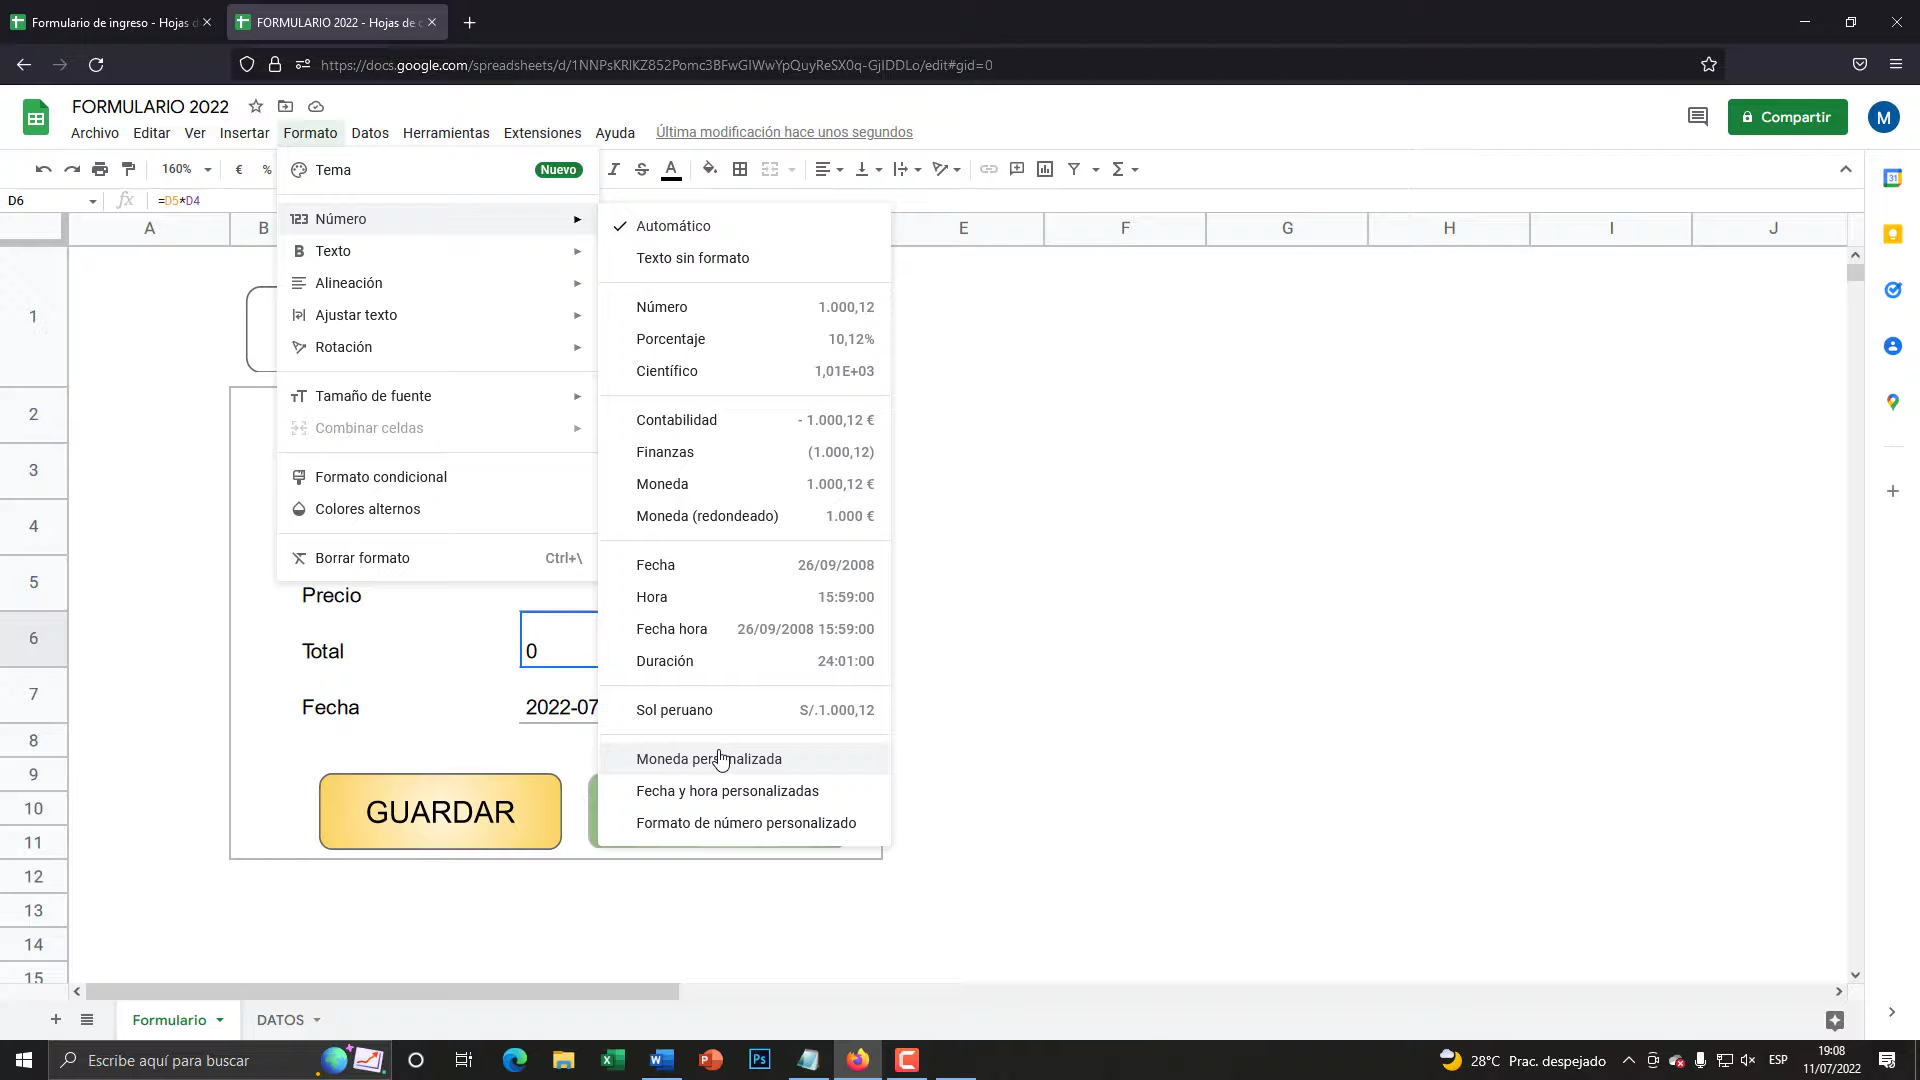 Formulario de ingreso - Hojas d
FORMULARIO 2022 - Hojas de c
https://docs.google.com/spreadsheets/d/1NNPsKRlKZ852Pomc3BFwGIWwYpQuyReSX0q-GjIDDLo/edit#gid=0
FORMULARIO 2022
Archivo Editar Ver Insertar Formato Datos Herramientas Extensiones Ayuda Última modificación hace unos segundos
Compartir
M
160% € %
Tema Nuevo
D6 fx =D5*D4
123 Número
Texto
Alineación
Ajustar texto
Rotación
Tamaño de fuente
Combinar celdas
Formato condicional
Colores alternos
Borrar formato Ctrl+\
Automático
Texto sin formato
Número 1.000,12
Porcentaje 10,12%
Científico 1,01E+03
Contabilidad - 1.000,12 €
Finanzas (1.000,12)
Moneda 1.000,12 €
Moneda (redondeado) 1.000 €
Fecha 26/09/2008
Hora 15:59:00
Fecha hora 26/09/2008 15:59:00
Duración 24:01:00
Sol peruano S/.1.000,12
Moneda personalizada
Fecha y hora personalizadas
Formato de número personalizado
A B E F G H I J
1
2
3
4
5
6
7
8
9
10
11
12
13
14
15
Precio
Total 0
Fecha 2022-07
GUARDAR
Formulario DATOS
Escribe aquí para buscar
28°C Prac. despejado
ESP
19:08
11/07/2022